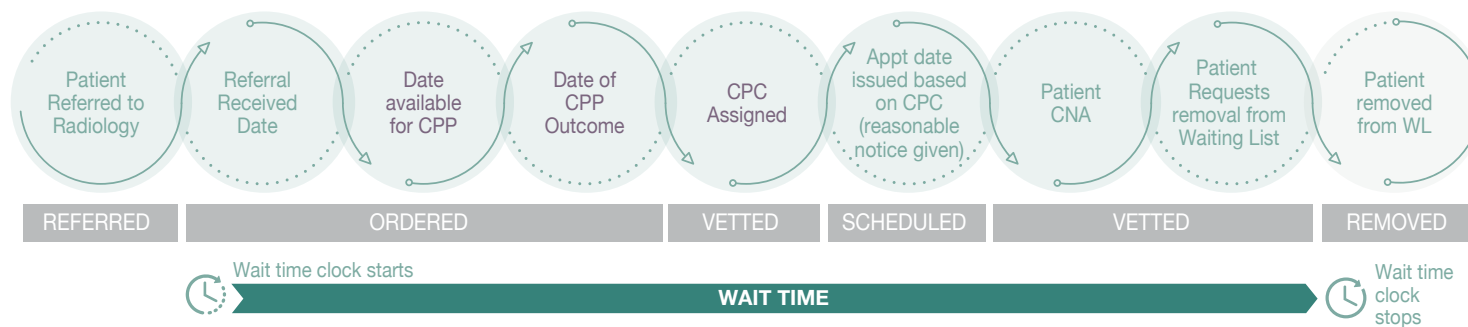 Patient
Referred to
Radiology
Referral
Received
Date
Date
available
for CPP
Date of
CPP
Outcome
CPC
Assigned
Appt date
issued based
on CPC
(reasonable
notice given)
Patient
CNA
Patient
Requests
removal from
Waiting List
Patient
removed
from WL
REFERRED
ORDERED
VETTED
SCHEDULED
VETTED
REMOVED
Wait time clock starts
WAIT TIME
Wait time
clock
stops